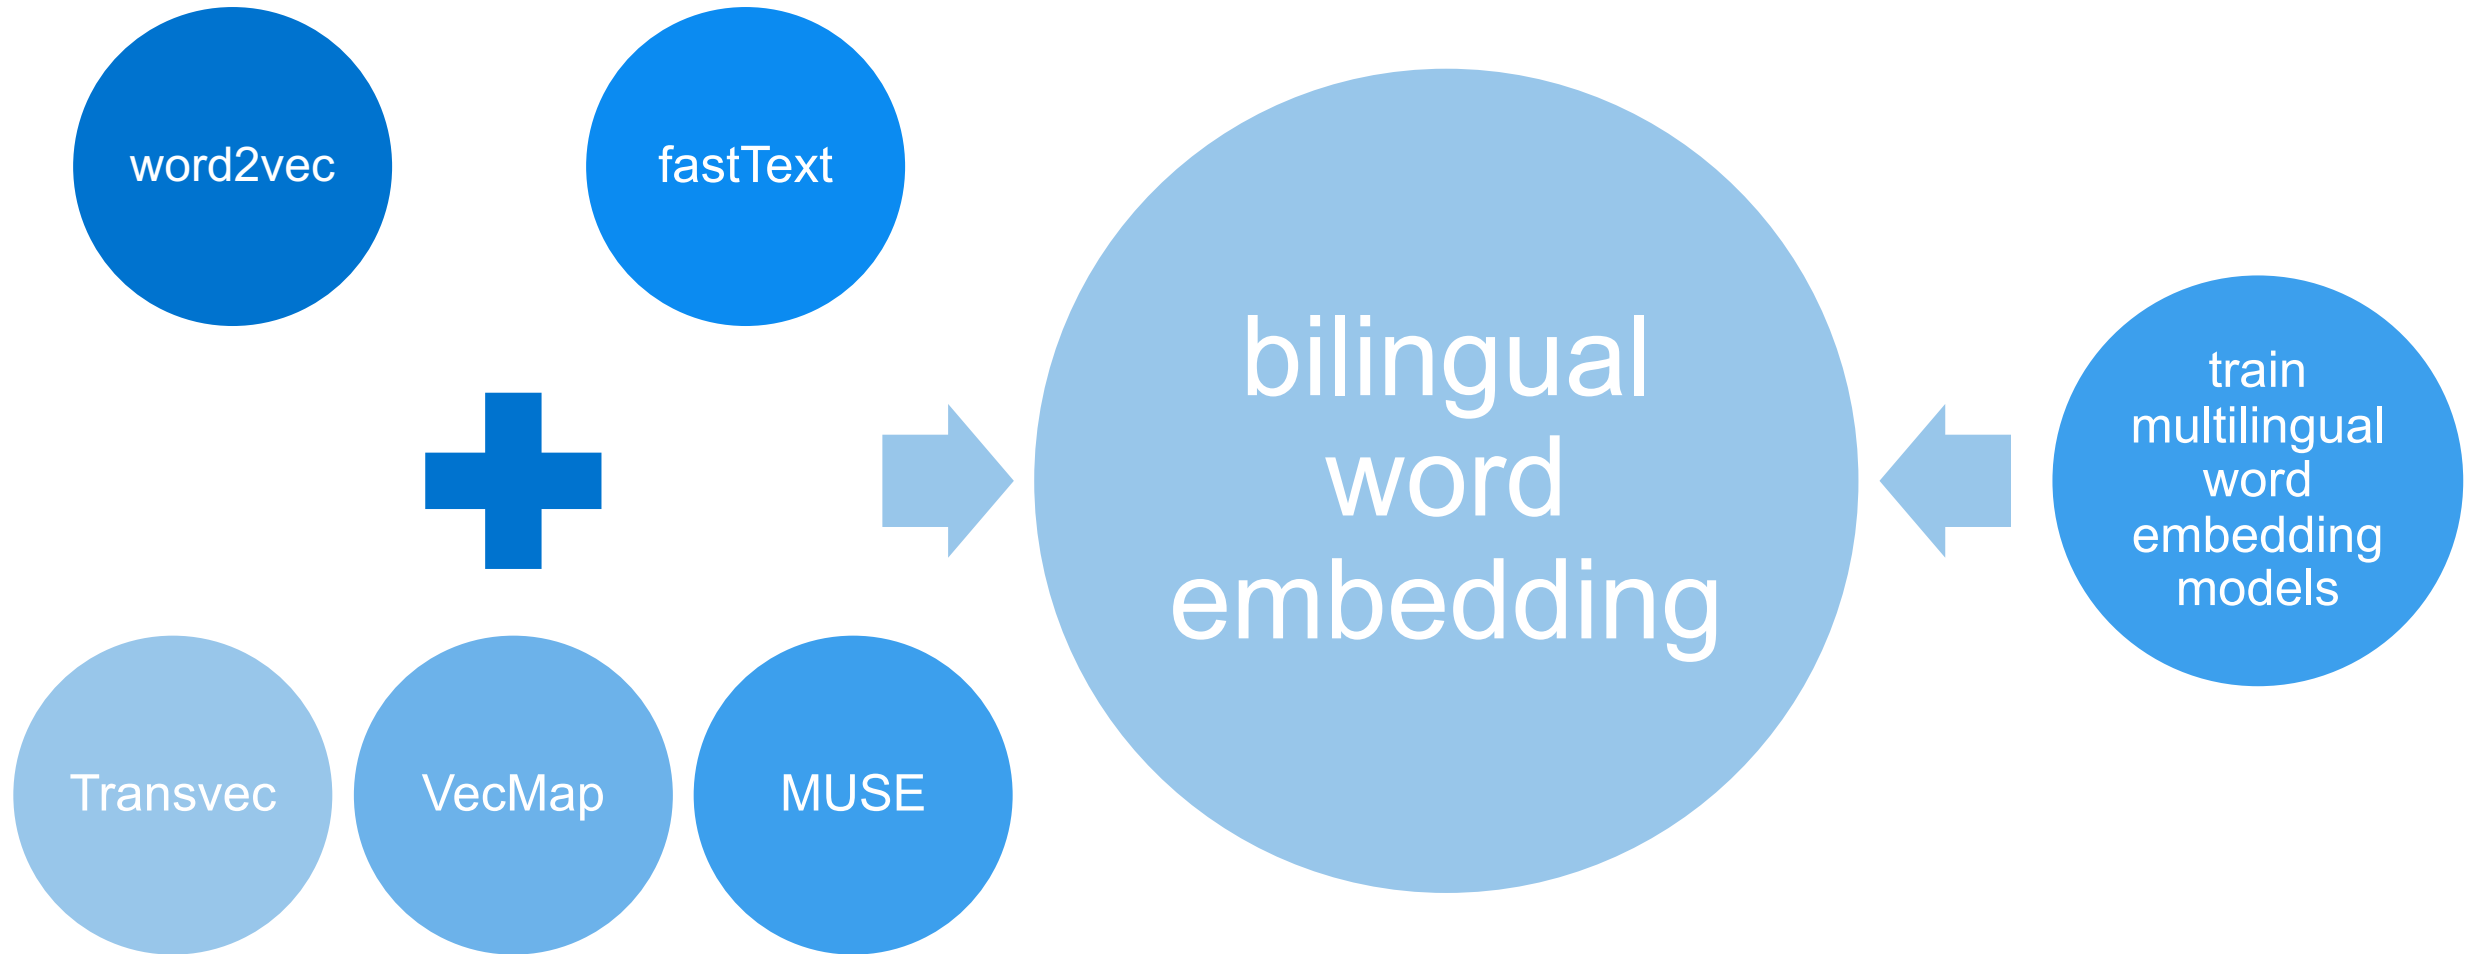 word2vec
fastText
Transvec
VecMap
MUSE
bilingual
word
embedding
train
multilingual
word
embedding
models